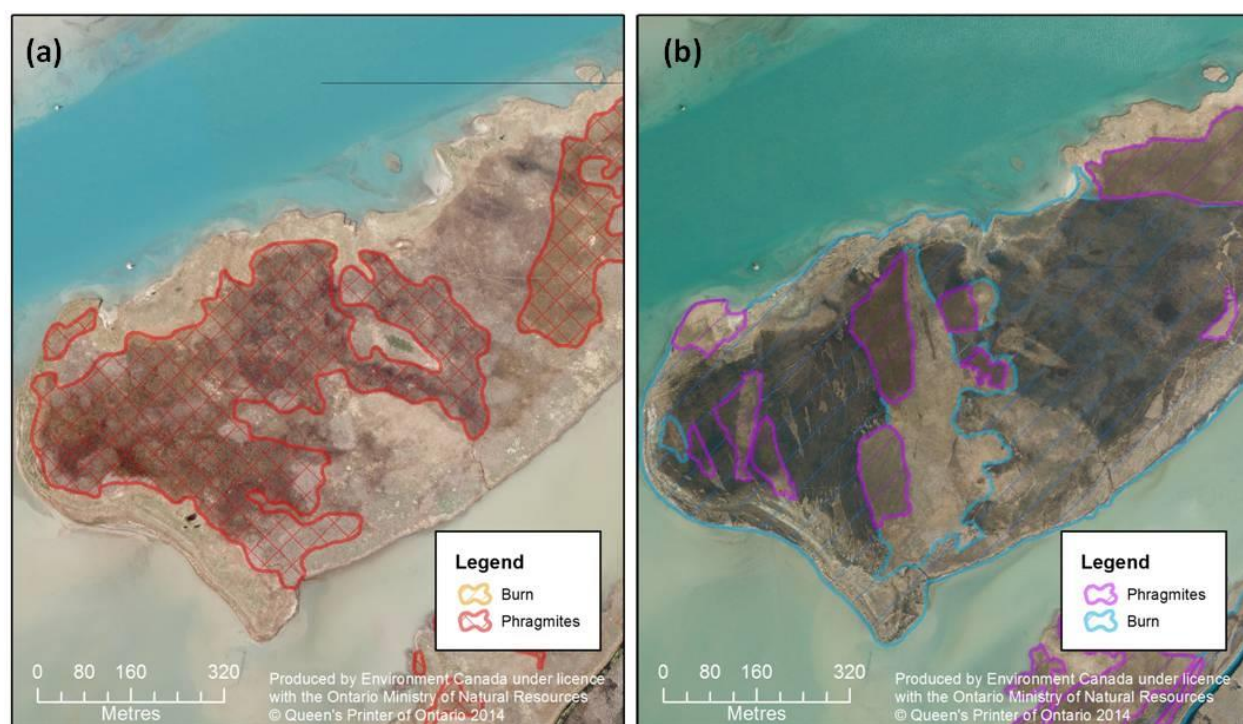 (a)
Legend
Burn
Phragmites
0 80 160 320
Metres
Produced by Environment Canada under licence
with the Ontario Ministry of Natural Resources
© Queen's Printer of Ontario 2014
(b)
Legend
Phragmites
Burn
0 80 160 320
Metres
Produced by Environment Canada under licence
with the Ontario Ministry of Natural Resources
© Queen's Printer of Ontario 2014